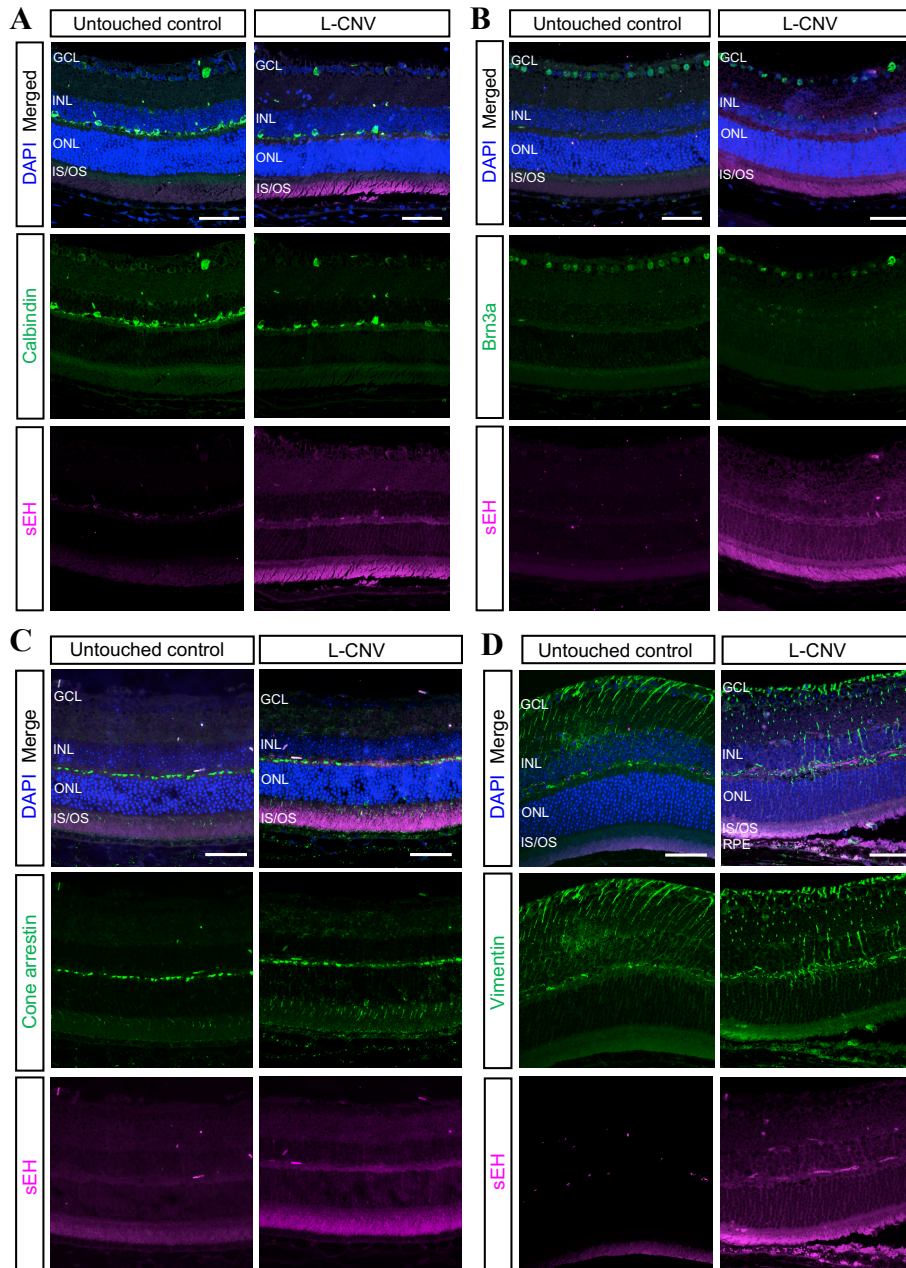 A
Untouched control
L-CNV
DAPI Merged
GCL
INL
ONL
IS/OS
GCL
INL
ONL
IS/OS
Calbindin
sEH
B
Untouched control
L-CNV
DAPI Merged
GCL
INL
ONL
IS/OS
GCL
INL
ONL
IS/OS
Brn3a
sEH
C
Untouched control
L-CNV
DAPI Merge
GCL
INL
ONL
IS/OS
GCL
INL
ONL
IS/OS
Cone arrestin
sEH
D
Untouched control
L-CNV
DAPI Merge
GCL
INL
ONL
IS/OS
GCL
INL
ONL
IS/OS
RPE
Vimentin
sEH